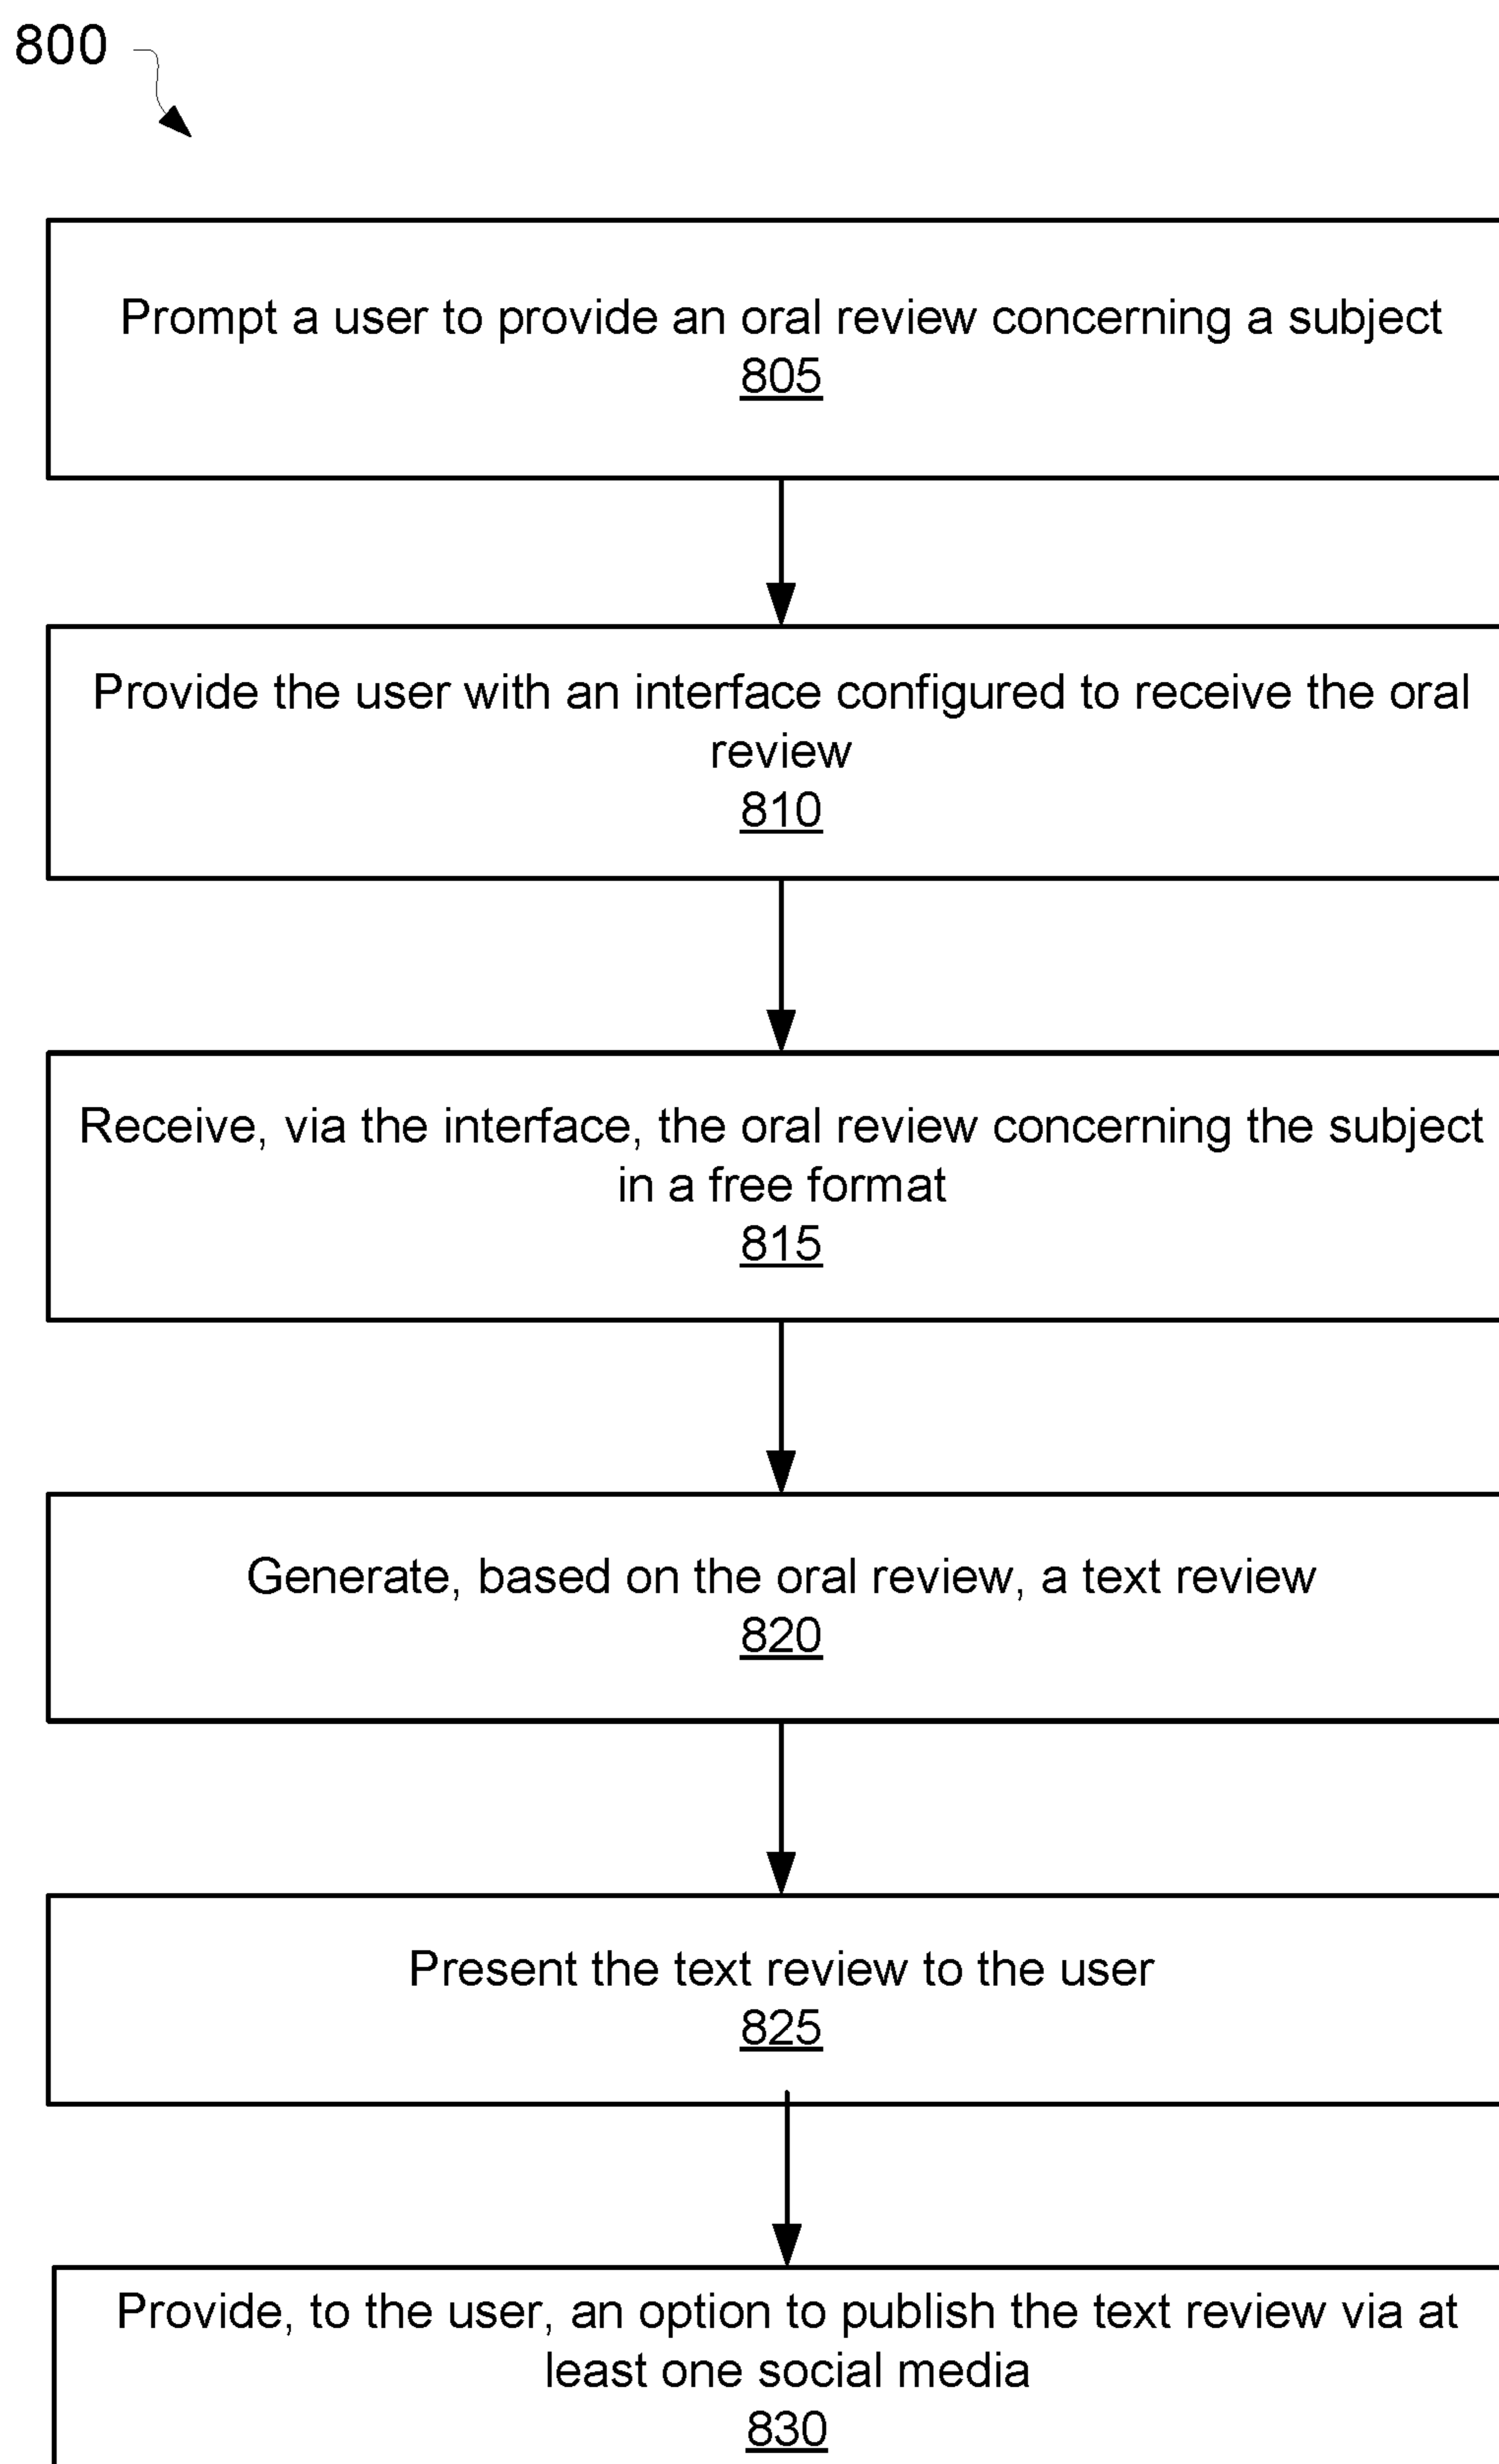 800
Prompt a user to provide an oral review concerning a subject
805
Provide the user with an interface configured to receive the oral
review
810
Receive, via the interface, the oral review concerning the subject
in a free format
815
Generate, based on the oral review, a text review
820
Present the text review to the user
825
Provide, to the user, an option to publish the text review via at
least one social media
830